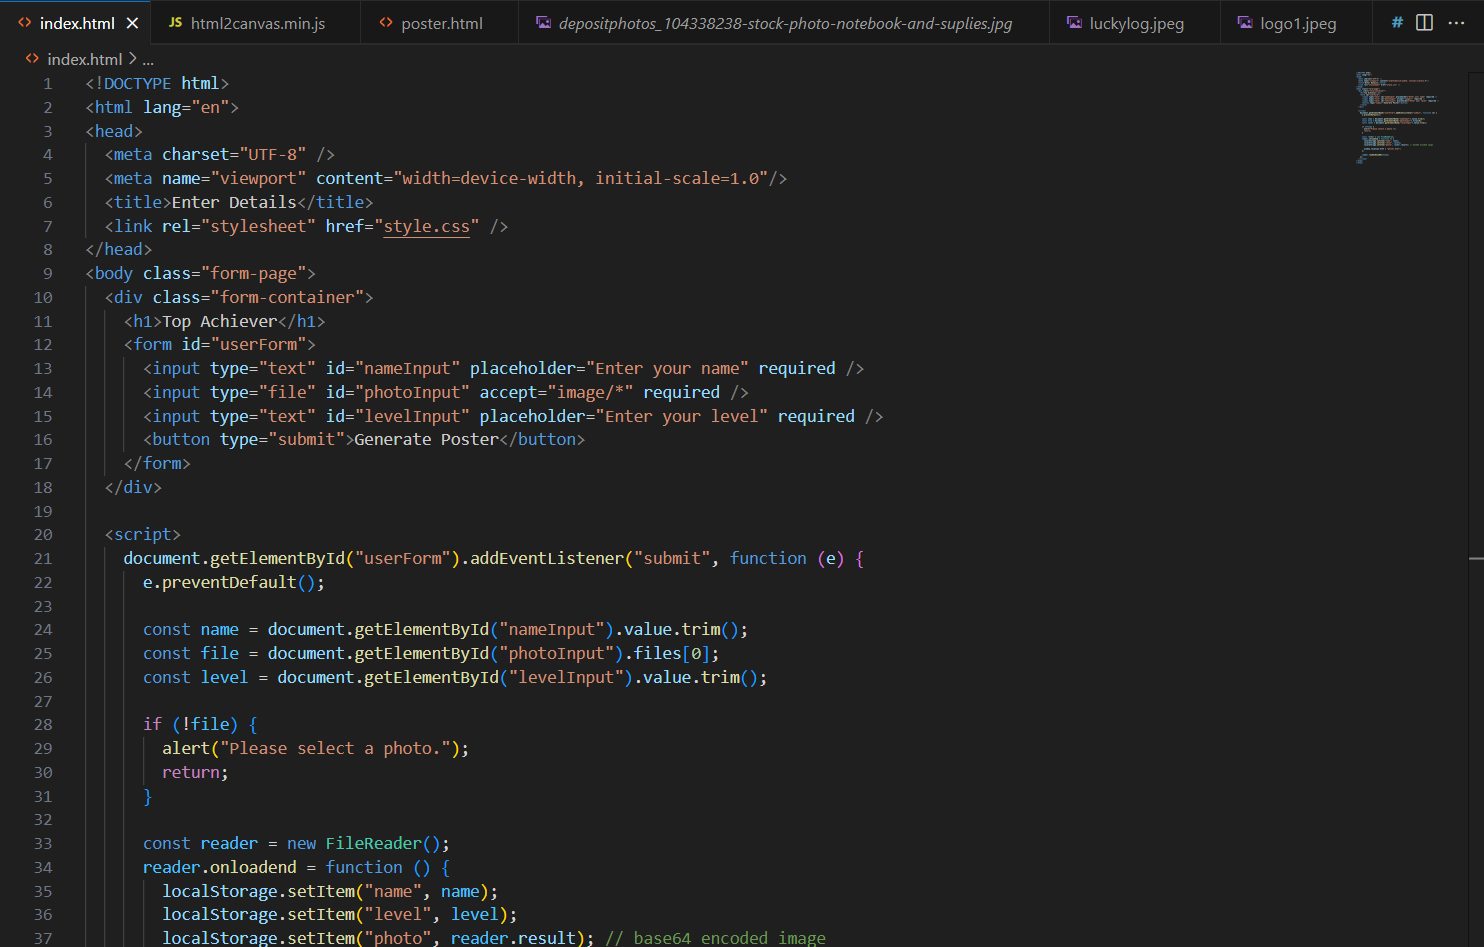 index.html
JS html2canvas.min.js
poster.html
depositphotos_104338238-stock-photo-notebook-and-suplies.jpg
luckylog.jpeg
logo1.jpeg
#
index.html > ...
1 <!DOCTYPE html>
2 <html lang="en">
3 <head>
4 <meta charset="UTF-8" />
5 <meta name="viewport" content="width=device-width, initial-scale=1.0"/>
6 <title>Enter Details</title>
7 <link rel="stylesheet" href="style.css" />
8 </head>
9 <body class="form-page">
10 <div class="form-container">
11 <h1>Top Achiever</h1>
12 <form id="userForm">
13 <input type="text" id="nameInput" placeholder="Enter your name" required />
14 <input type="file" id="photoInput" accept="image/*" required />
15 <input type="text" id="levelInput" placeholder="Enter your level" required />
16 <button type="submit">Generate Poster</button>
17 </form>
18 </div>
19
20 <script>
21 document.getElementById("userForm").addEventListener("submit", function (e) {
22 e.preventDefault();
23
24 const name = document.getElementById("nameInput").value.trim();
25 const file = document.getElementById("photoInput").files[0];
26 const level = document.getElementById("levelInput").value.trim();
27
28 if (!file) {
29 alert("Please select a photo.");
30 return;
31 }
32
33 const reader = new FileReader();
34 reader.onloadend = function () {
35 localStorage.setItem("name", name);
36 localStorage.setItem("level", level);
37 localStorage.setItem("photo", reader.result); // base64 encoded image